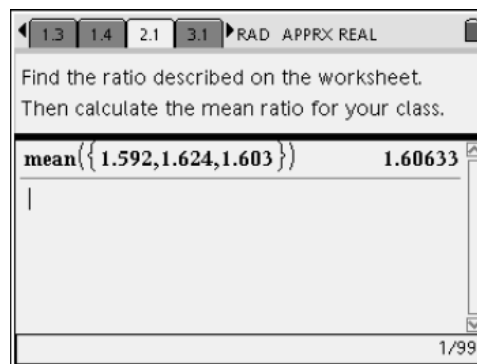 1.3 1.4 2.1 3.1 RAD APPRX REAL
Find the ratio described on the worksheet.
Then calculate the mean ratio for your class.
mean({1.592,1.624,1.603}) 1.60633
1/99